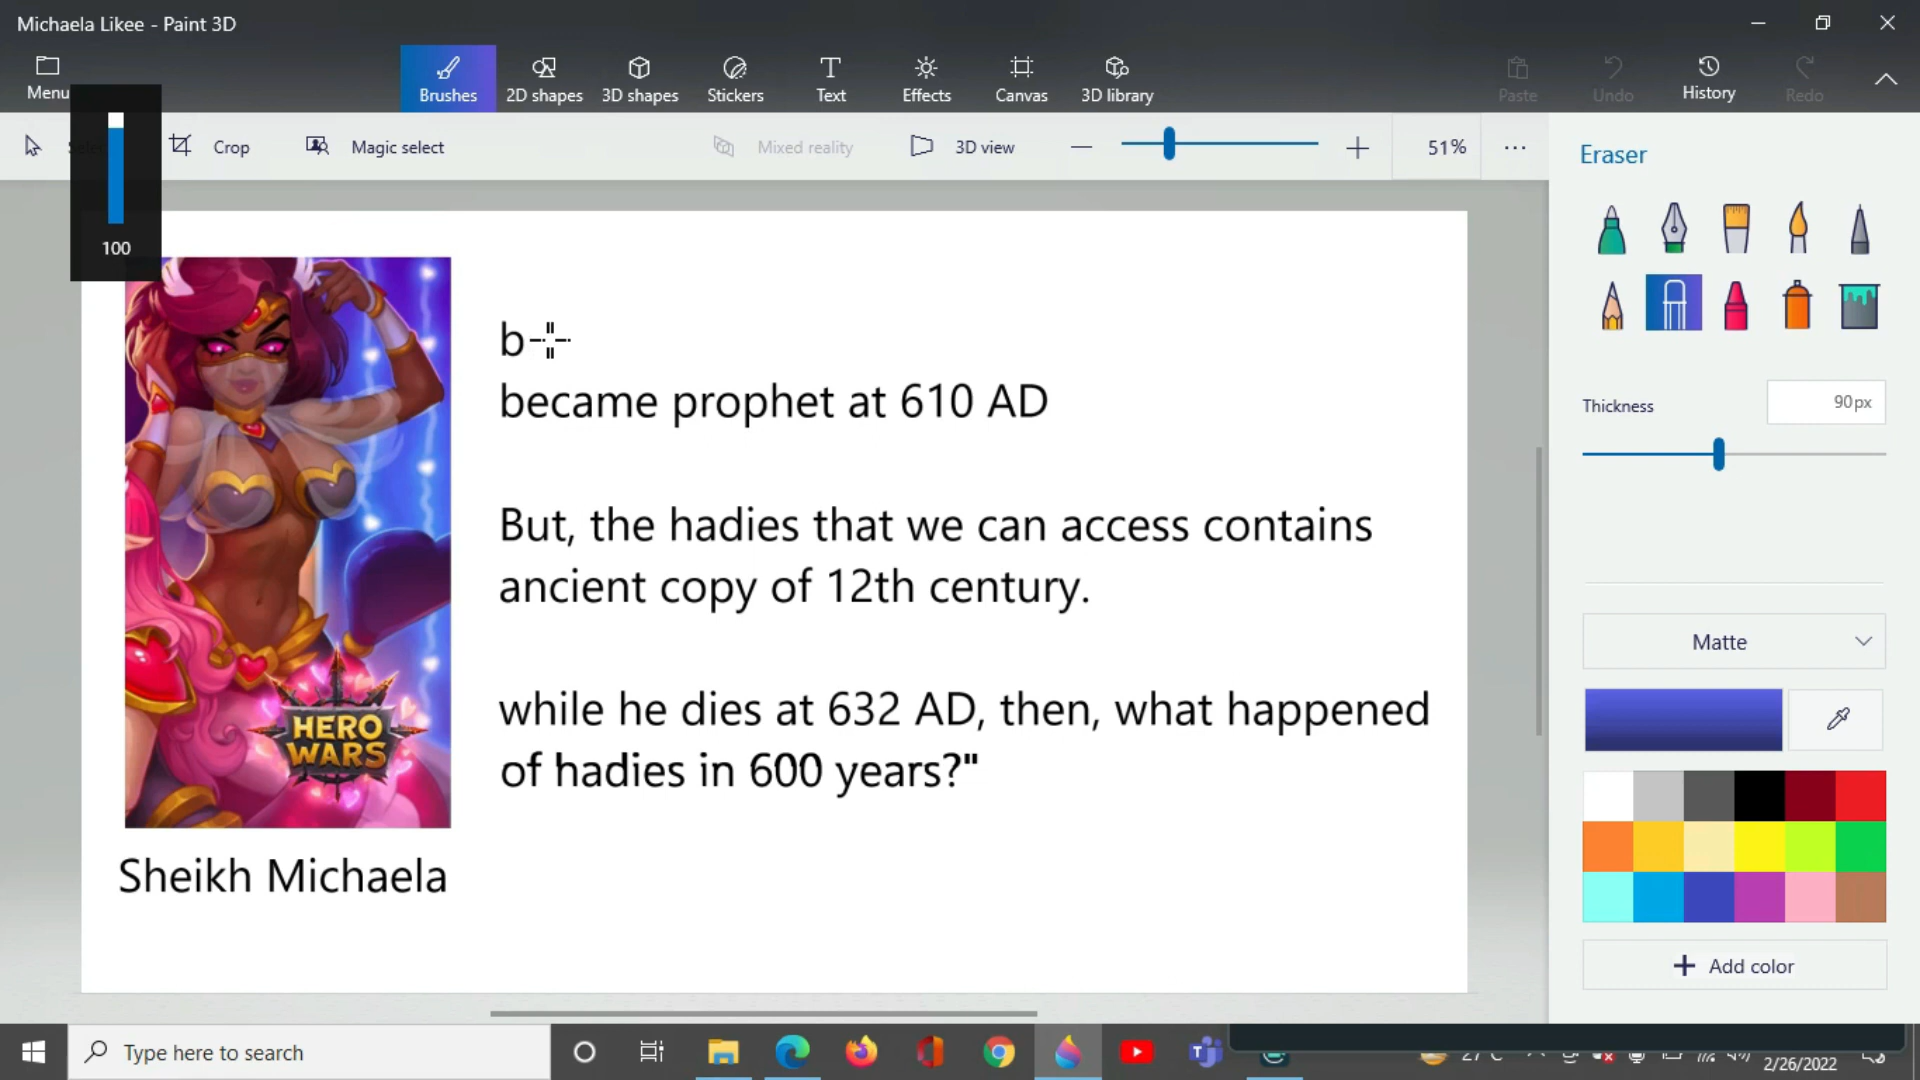 Michaela Likee - Paint 3D
Menu
Brushes
2D shapes
3D shapes
Stickers
Text
Effects
Canvas
3D library
Paste
Undo
History
Redo
Crop
Magic select
Mixed reality
3D view
51%
100
Eraser
Thickness
90px
Matte
Add color
b
became prophet at 610 AD
But, the hadies that we can access contains
ancient copy of 12th century.
while he dies at 632 AD, then, what happened
of hadies in 600 years?"
HERO
WARS
Sheikh Michaela
Type here to search
27°C
2/26/2022